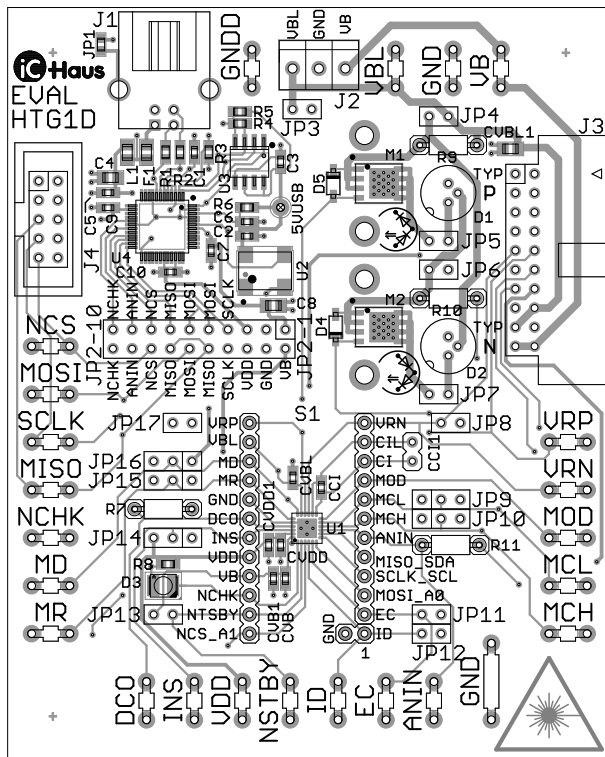 J1
JP1
iC Haus
EVAL
HTG1D
GNDD
VBL
GND
VB
J2
JP3
VBL
GND
VB
JP4
CVBL1
J3
R5
R4
R3
C3
C4
L1
F1
R1
R2
C1
C5
C9
U3
R6
C6
C2
5VUSB
U4
C7
C10
U2
C8
D5
M1
R9
TYP
P
D1
JP5
JP6
J4
NCHK
ANIN
NCS
MISO
MOSI
MOSI
SCLK
JP2-10
JP2-1
NCHK
ANIN
NCS
MISO
MOSI
MISO
SCLK
VDD
GND
VB
D4
M2
R10
TYP
N
D2
JP7
NCS
MOSI
SCLK
MISO
NCHK
MD
MR
S1
JP17
JP16
JP15
R7
JP14
R8
D3
JP13
VRP
VBL
MD
MR
GND
DCO
INS
VDD
VB
NCHK
NTSBY
NCS_A1
CVBL
CCI
CVDD1
U1
CVDD
CVB1
CVB
VRN
CIL
CI
MOD
MCL
MCH
ANIN
MISO_SDA
SCLK_SCL
MOSI_A0
EC
ID
GND
1
CCI1
JP8
JP9
JP10
R11
JP11
JP12
VRP
VRN
MOD
MCL
MCH
DCO
INS
VDD
NSTBY
ID
EC
ANIN
GND